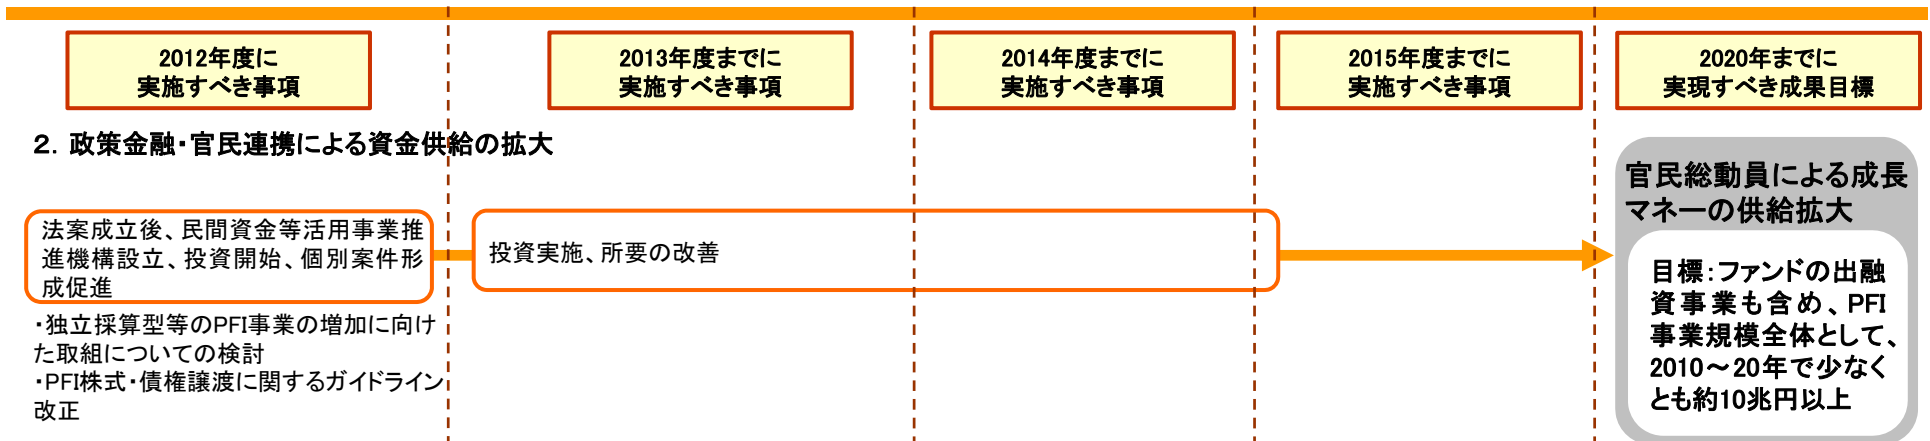 2012年度に
実施すべき事項
2013年度までに
実施すべき事項
2014年度までに
実施すべき事項
2015年度までに
実施すべき事項
2020年までに
実現すべき成果目標
２．政策金融・官民連携による資金供給の拡大
法案成立後、民間資金等活用事業推
進機構設立、投資開始、個別案件形
成促進
・独立採算型等のPFI事業の増加に向け
た取組についての検討
・PFI株式・債権譲渡に関するガイドライン
改正
投資実施、所要の改善
官民総動員による成長
マネーの供給拡大
目標：ファンドの出融
資事業も含め、PFI
事業規模全体として、
2010～20年で少なく
とも約10兆円以上